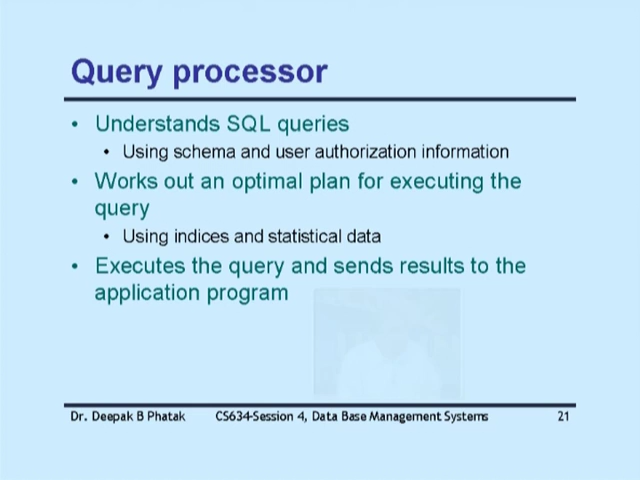 Query processor
• Understands SQL queries
• Using schema and user authorization information
• Works out an optimal plan for executing the
query
• Using indices and statistical data
• Executes the query and sends results to the
application program
Dr. Deepak B Phatak CS634-Session 4, Data Base Management Systems 21